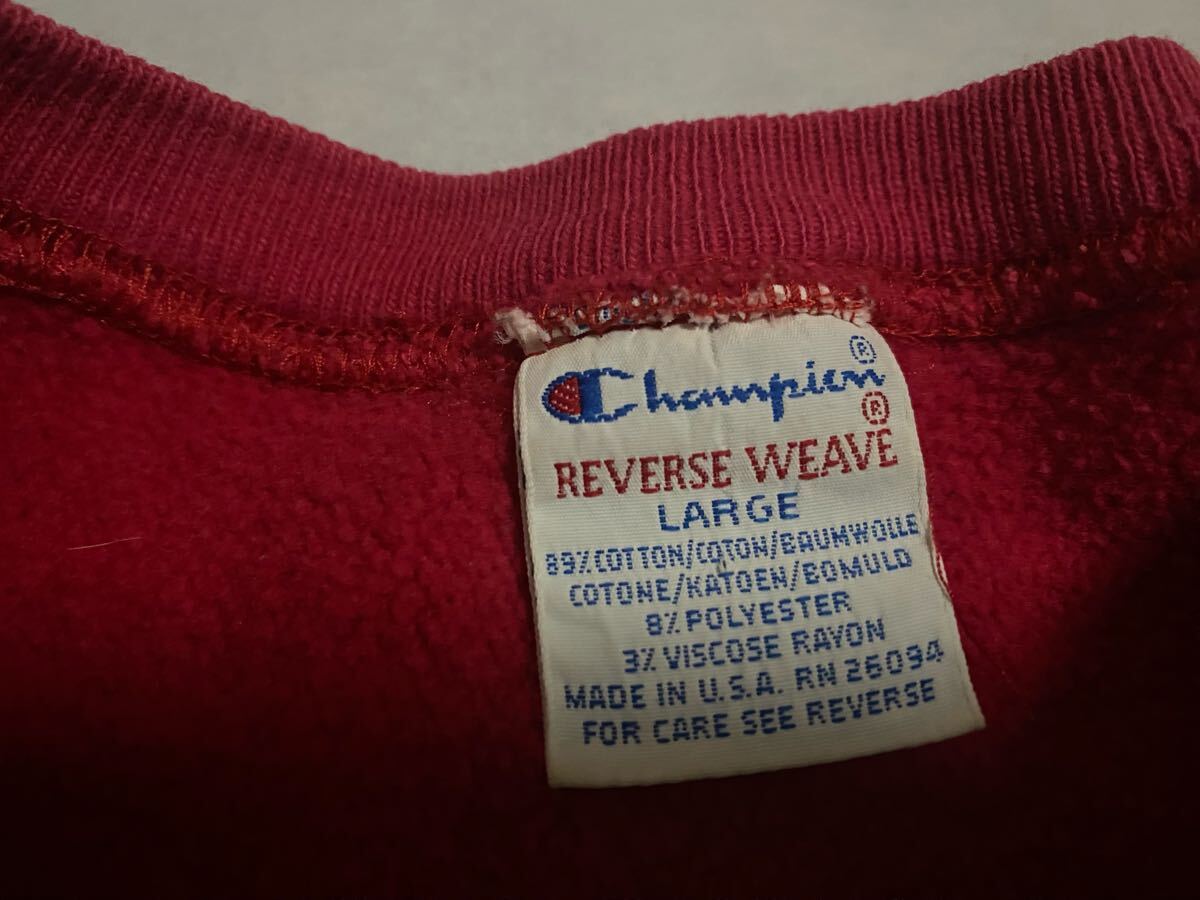 Champion ®
REVERSE WEAVE ®
LARGE
89% COTTON/COTON/BAUMWOLLE
COTONE/KATOEN/BOMULD
8% POLYESTER
3% VISCOSE RAYON
MADE IN U.S.A. RN 26094
FOR CARE SEE REVERSE